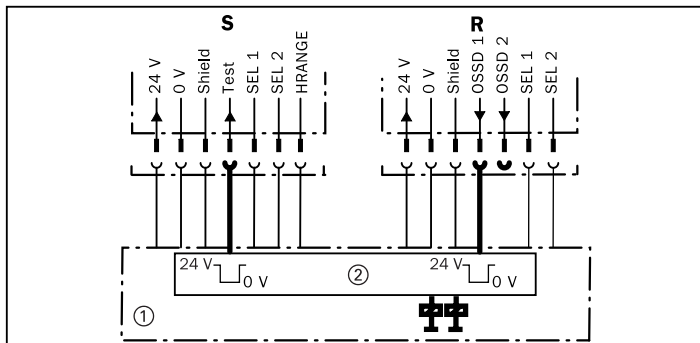 S
R
24 V
0 V
Shield
Test
SEL 1
SEL 2
HRANGE
24 V
0 V
Shield
OSSD 1
OSSD 2
SEL 1
SEL 2
24 V
0 V
②
24 V
0 V
①